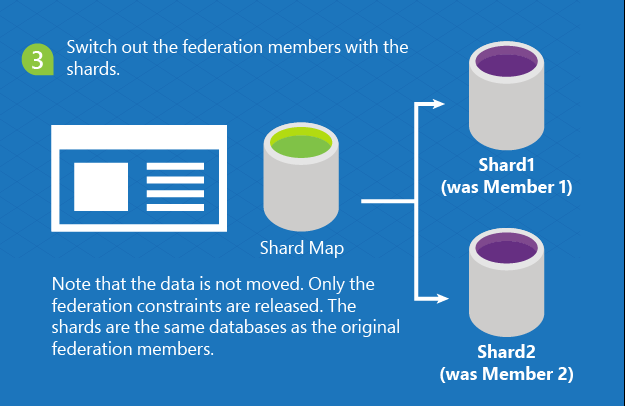 3
Switch out the federation members with the
shards.
Shard1
(was Member 1)
Shard Map
Note that the data is not moved. Only the
federation constraints are released. The
shards are the same databases as the original
federation members.
Shard2
(was Member 2)